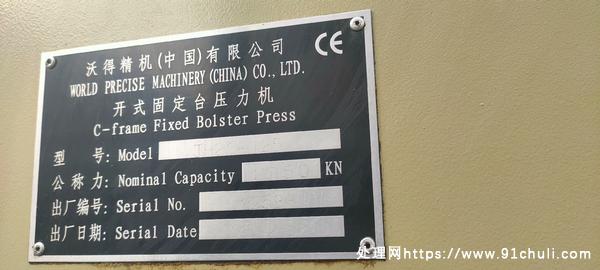 沃得精机(中国)有限公司
CE
WORLD PRECISE MACHINERY (CHINA) CO., LTD.
开式固定台压力机
C-frame Fixed Bolster Press
型 号: Model
公称力: Nominal Capacity KN
出厂编号: Serial No.
出厂日期: Serial Date
处理网https://www.91chuli.com/